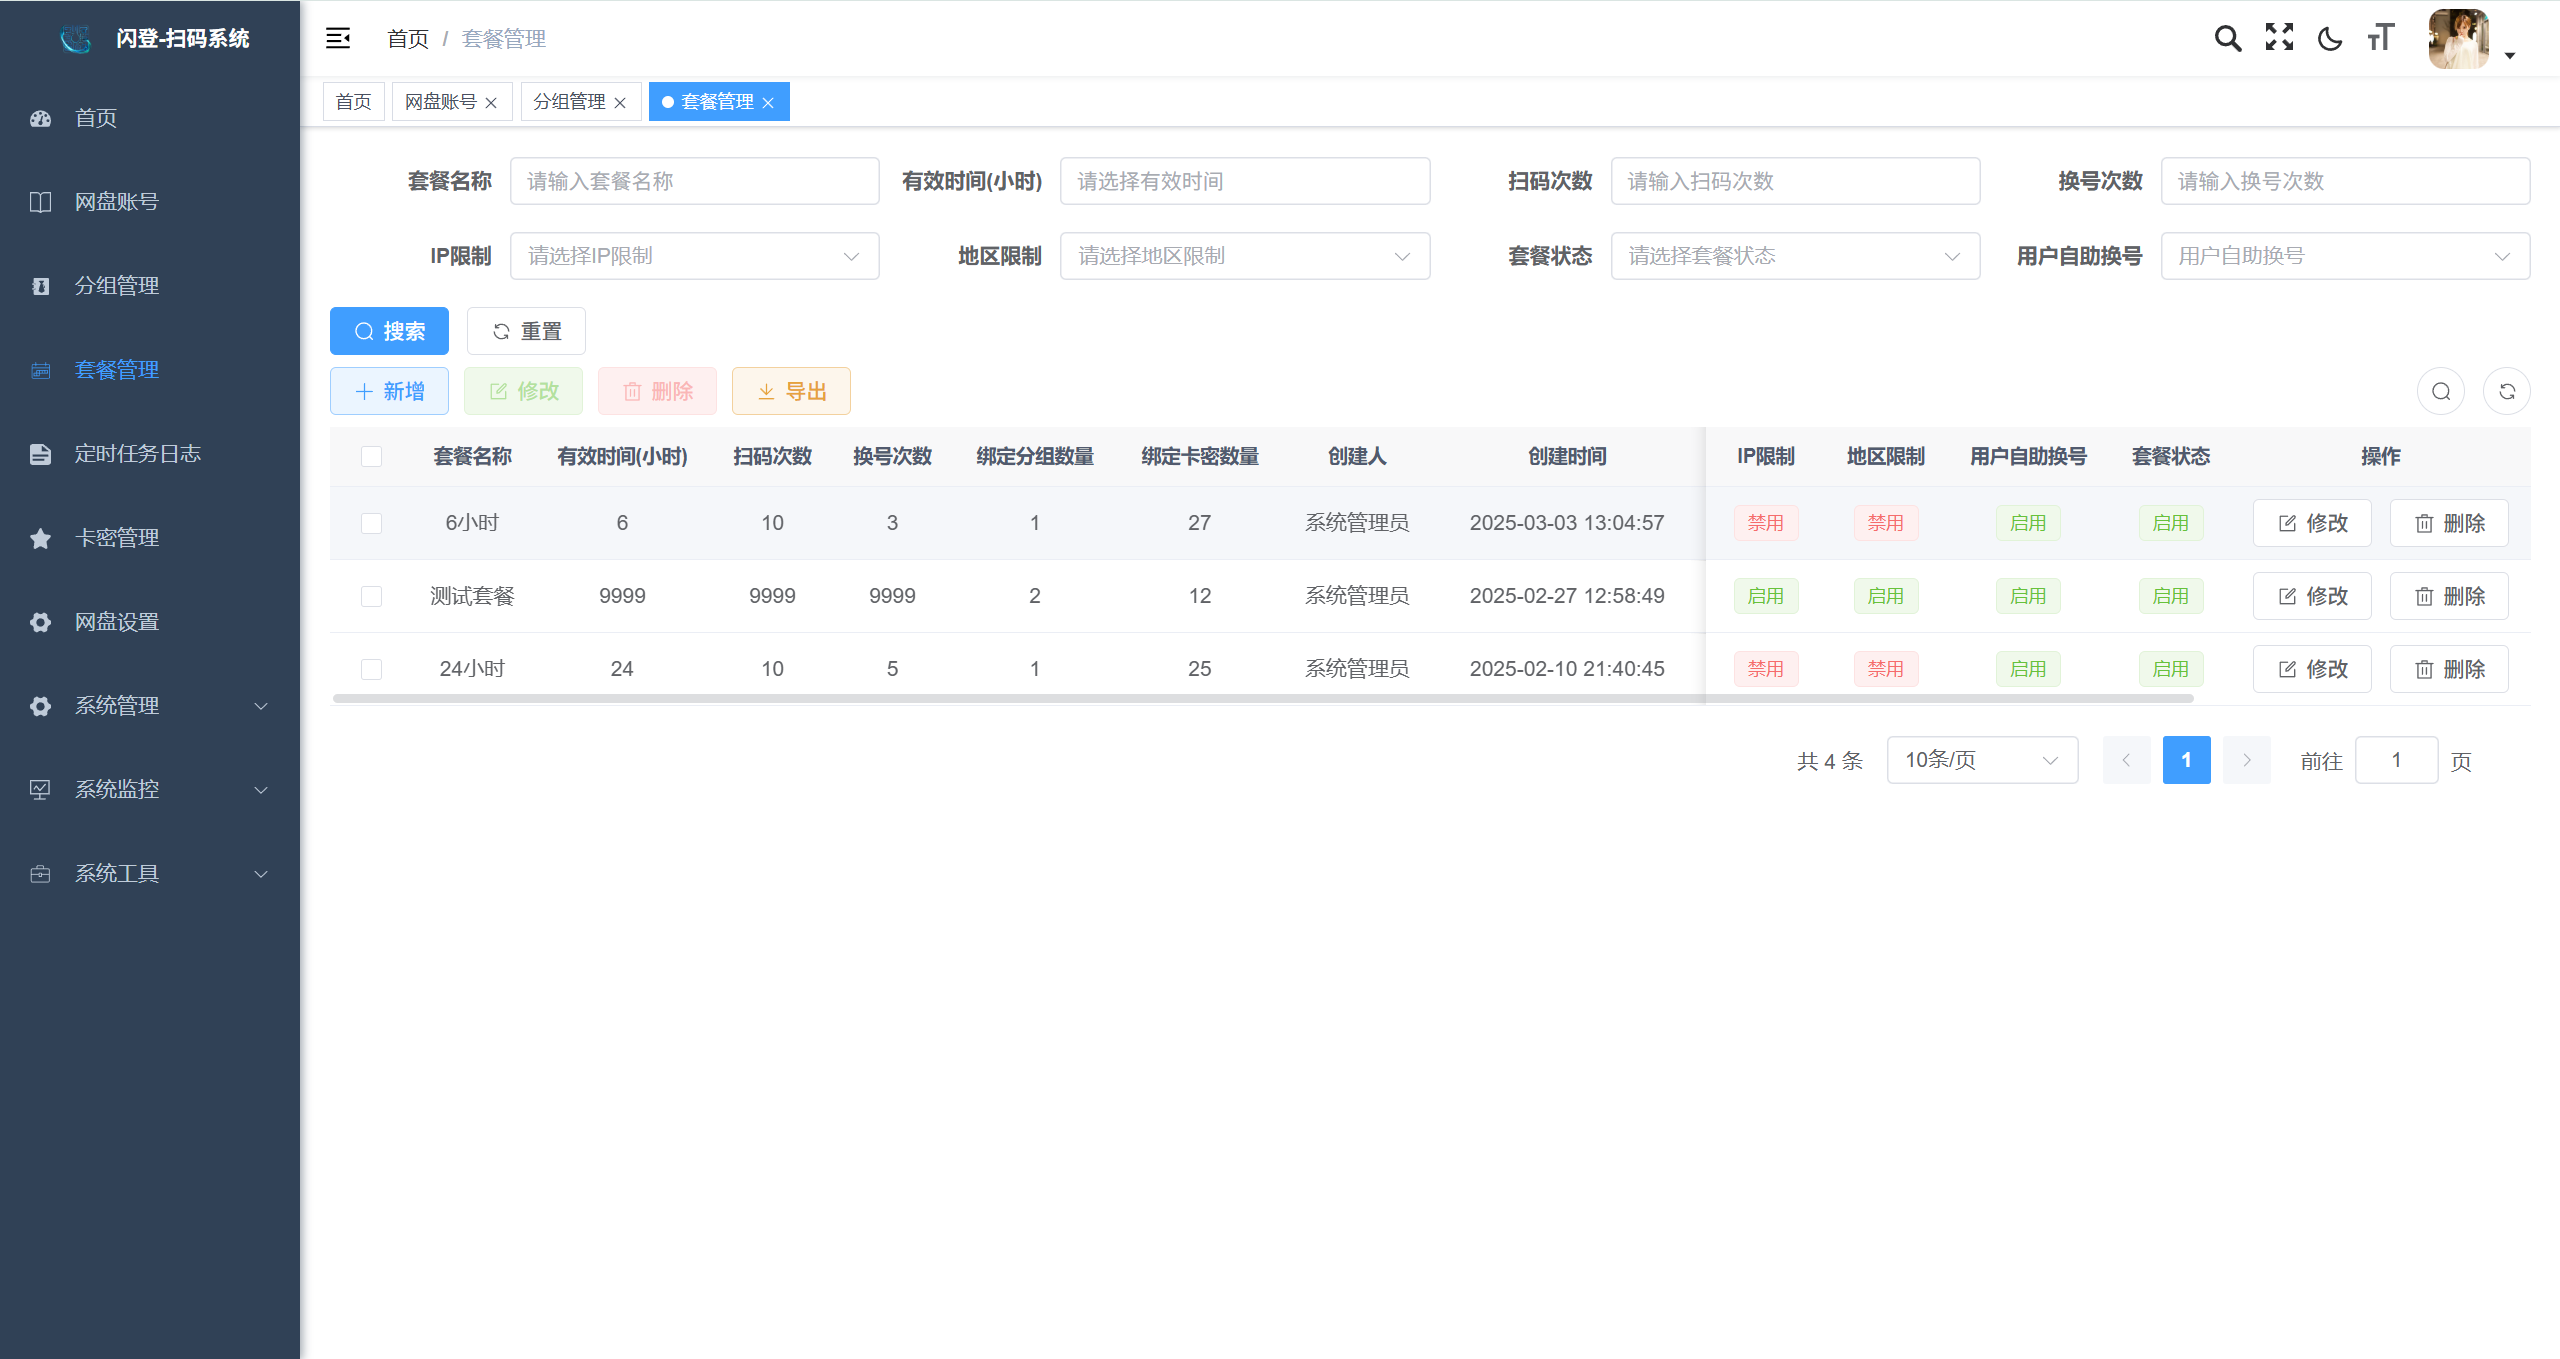 闪登-扫码系统
首页 / 套餐管理
首页
网盘账号
分组管理
套餐管理
首页
网盘账号
分组管理
套餐管理
定时任务日志
卡密管理
网盘设置
系统管理
系统监控
系统工具
套餐名称 请输入套餐名称 有效时间(小时) 请选择有效时间 扫码次数 请输入扫码次数 换号次数 请输入换号次数
IP限制 请选择IP限制 地区限制 请选择地区限制 套餐状态 请选择套餐状态 用户自助换号 用户自助换号
搜索 重置
新增 修改 删除 导出
套餐名称 有效时间(小时) 扫码次数 换号次数 绑定分组数量 绑定卡密数量 创建人 创建时间 IP限制 地区限制 用户自助换号 套餐状态 操作
6小时 6 10 3 1 27 系统管理员 2025-03-03 13:04:57 禁用 禁用 启用 启用 修改 删除
测试套餐 9999 9999 9999 2 12 系统管理员 2025-02-27 12:58:49 启用 启用 启用 启用 修改 删除
24小时 24 10 5 1 25 系统管理员 2025-02-10 21:40:45 禁用 禁用 启用 启用 修改 删除
共 4 条 10条/页 1 前往 1 页